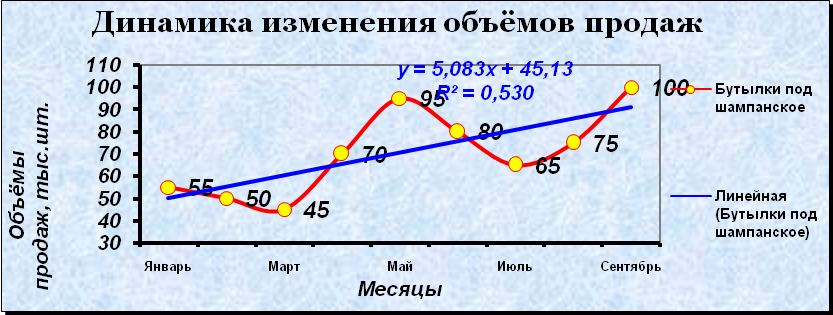 Динамика изменения объёмов продаж
110
100
90
80
70
60
50
40
30
Объёмы
продаж, тыс.шт.
y = 5,083x + 45,13
R² = 0,530
55
50
45
70
95
80
65
75
100
Январь
Март
Май
Июль
Сентябрь
Месяцы
Бутылки под
шампанское
Линейная
(Бутылки под
шампанское)